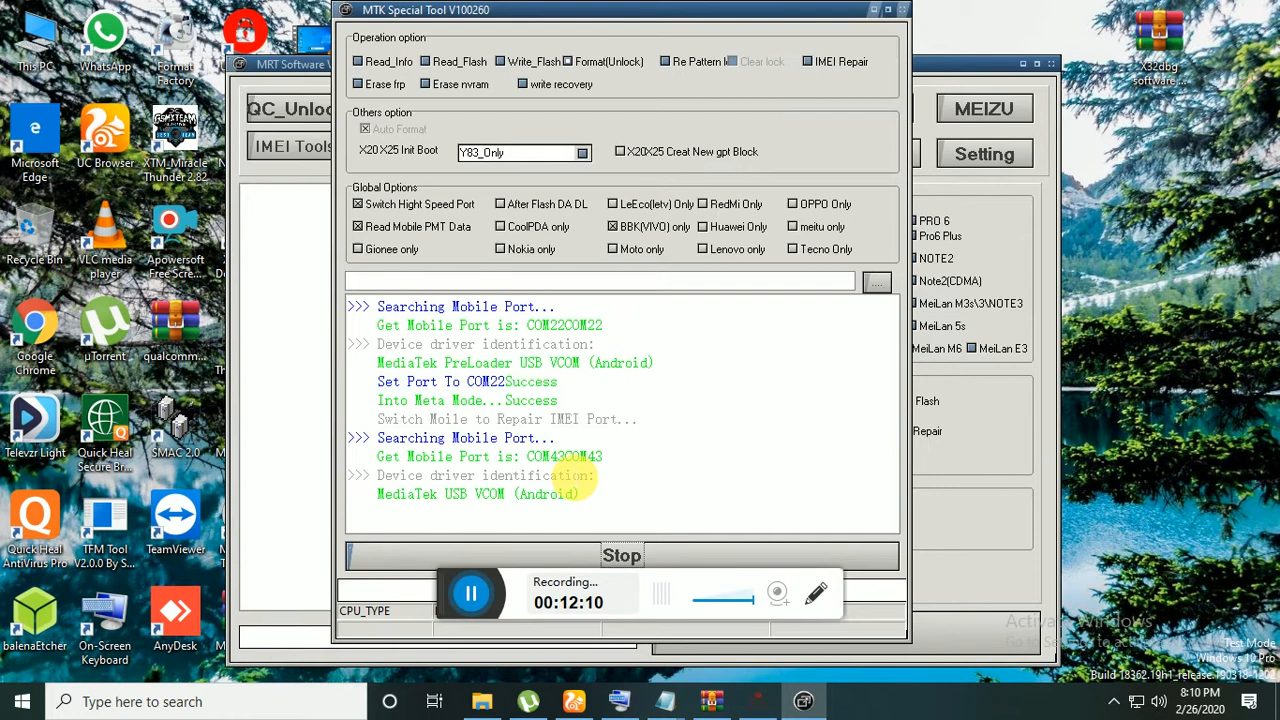 MTK Special Tool V100260
Operation option
Read_Info
Read_Flash
Write_Flash
Format(Unlock)
Re Pattern l
Clear lock
IMEI Repair
Erase frp
Erase nvram
write recovery
Others option
Auto Format
X20 X25 Init Boot
Y83_Only
X20X25 Creat New gpt Block
Global Options
Switch Hight Speed Port
After Flash DA DL
LeEco(letv) Only
RedMi Only
OPPO Only
Read Mobile PMT Data
CoolPDA only
BBK(VIVO) only
Huawei Only
meitu only
Gionee only
Nokia only
Moto only
Lenovo only
Tecno Only
....
>>> Searching Mobile Port...
Get Mobile Port is: COM22COM22
>>> Device driver identification:
MediaTek PreLoader USB VCOM (Android)
Set Port To COM22Success
Into Meta Mode...Success
Switch Moile to Repair IMEI Port...
>>> Searching Mobile Port...
Get Mobile Port is: COM43COM43
>>> Device driver identification:
MediaTek USB VCOM (Android)
Stop
CPU_TYPE
Recording...
00:12:10
MRT Software V
QC_Unlo
IMEI Tools
MEIZU
Setting
PRO 6
Pro6 Plus
NOTE2
Note2(CDMA)
MeiLan M3s\3\NOTE3
MeiLan 5s
MeiLan M6
MeiLan E3
Flash
Repair
This PC
WhatsApp
Format
Factory
Microsoft
Edge
UC Browser
XTM-Miracle
Thunder 2.82
GSMXTEAM
Recycle Bin
VLC media
player
Apowersoft
Free Scre...
Google
Chrome
µTorrent
qualcomm...
Televzr Light
Quick Heal
Secure Br...
SMAC 2.0
Quick Heal
AntiVirus Pro
TFM Tool
V2.0.0 By S...
TeamViewer
balenaEtcher
On-Screen
Keyboard
AnyDesk
X32dbg
software ...
Activate Windows
Test Mode
Windows 10 Pro
Build 18362.19h1_release.190318-1202
Type here to search
8:10 PM
2/26/2020